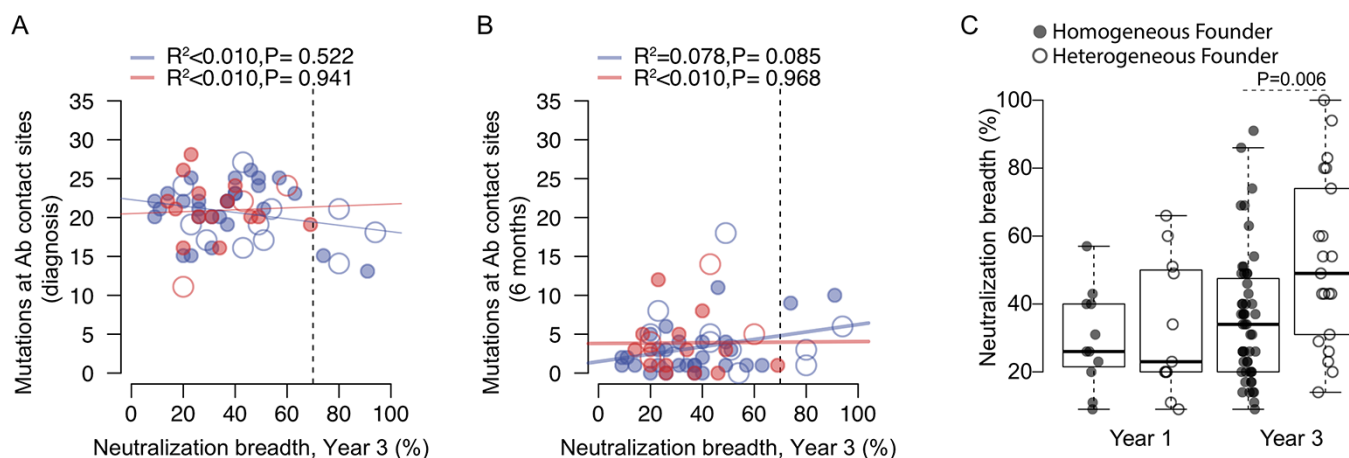 A
R²<0.010,P= 0.522
R²<0.010,P= 0.941
Mutations at Ab contact sites
(diagnosis)
35
30
25
20
15
10
5
0
0 20 40 60 80 100
Neutralization breadth, Year 3 (%)
B
R²=0.078,P= 0.085
R²<0.010,P= 0.968
Mutations at Ab contact sites
(6 months)
35
30
25
20
15
10
5
0
0 20 40 60 80 100
Neutralization breadth, Year 3 (%)
C
Homogeneous Founder
Heterogeneous Founder
P=0.006
Neutralization breadth (%)
100
80
60
40
20
Year 1 Year 3